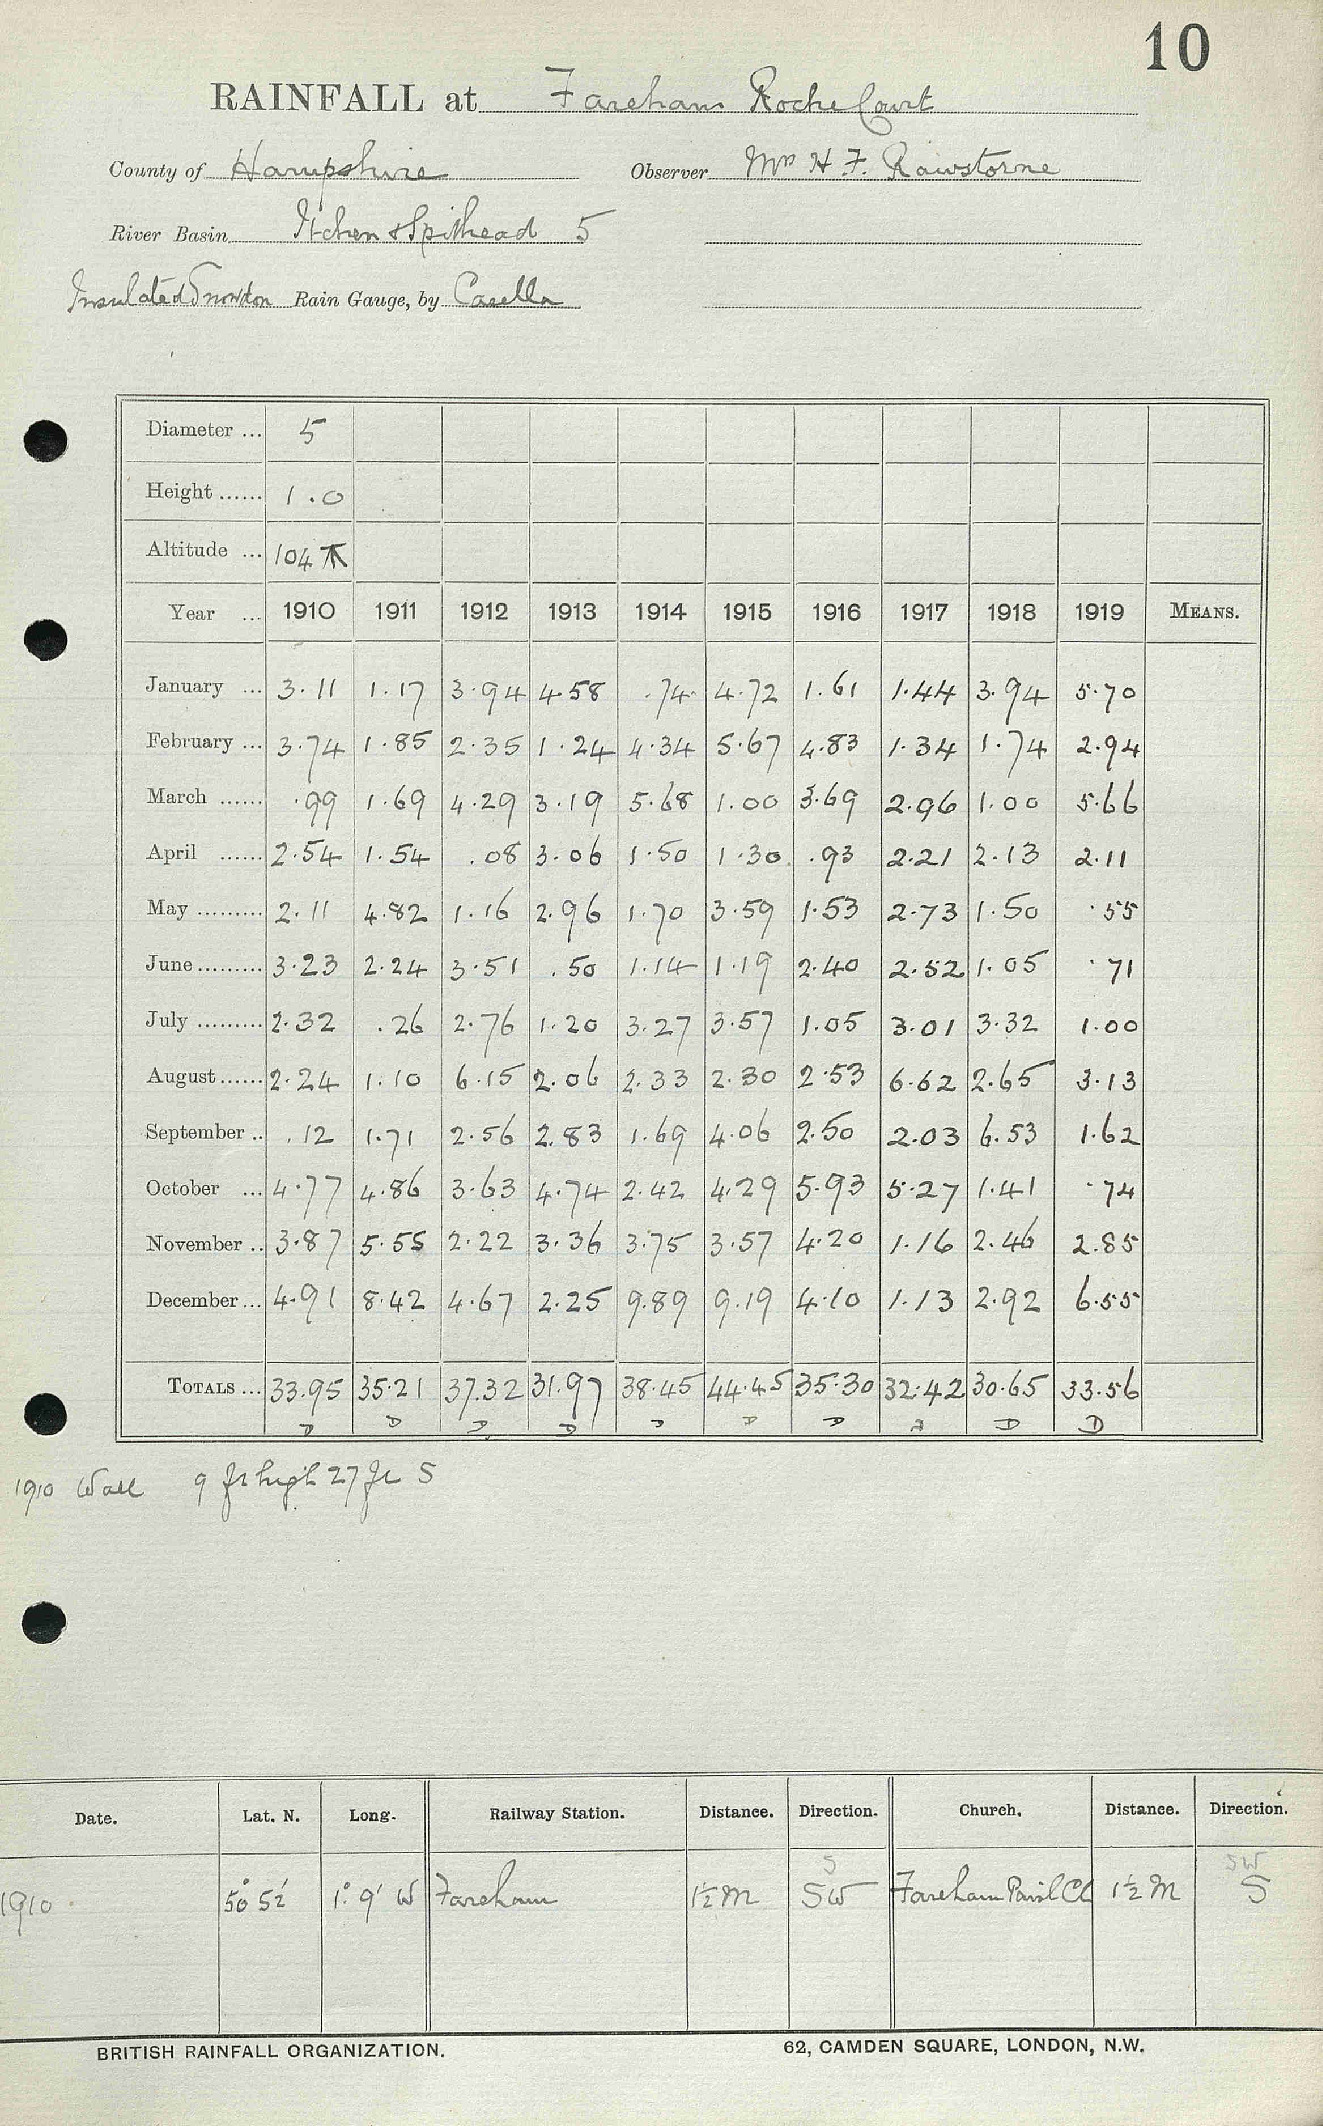 10
RAINFALL at Fareham Roche Court
County of Hampshire Observer Mrs H. F. Rawstorne
River Basin Itchen & Spithead 5
Insulated Snowdon Rain Gauge, by Casella
Diameter ... 5
Height ...... 1.0
Altitude ... 104
Year ... 1910 1911 1912 1913 1914 1915 1916 1917 1918 1919 MEANS.
January ... 3.11 1.17 3.94 4.58 .74 4.72 1.61 1.44 3.94 5.70
February ... 3.74 1.85 2.35 1.24 4.34 5.67 4.83 1.34 1.74 2.94
March ...... .99 1.69 4.29 3.19 5.68 1.00 3.69 2.96 1.00 5.66
April ...... 2.54 1.54 .08 3.06 1.50 1.30 .93 2.21 2.13 2.11
May ......... 2.11 4.82 1.16 2.96 1.70 3.59 1.53 2.73 1.50 .55
June ......... 3.23 2.24 3.51 .50 1.14 1.19 2.40 2.52 1.05 .71
July ......... 2.32 .26 2.76 1.20 3.27 3.57 1.05 3.01 3.32 1.00
August ...... 2.24 1.10 6.15 2.06 2.33 2.30 2.53 6.62 2.65 3.13
September .. .12 1.71 2.56 2.83 1.69 4.06 2.50 2.03 6.53 1.62
October ... 4.77 4.86 3.63 4.74 2.42 4.29 5.93 5.27 1.41 .74
November .. 3.87 5.55 2.22 3.36 3.75 3.57 4.20 1.16 2.46 2.85
December ... 4.91 8.42 4.67 2.25 9.89 9.19 4.10 1.13 2.92 6.55
TOTALS ... 33.95 35.21 37.32 31.97 38.45 44.45 35.30 32.42 30.65 33.56
D D D D D D D D D
1910 Wall 9 ft high 27 ft S
Date. Lat. N. Long. Railway Station. Distance. Direction. Church. Distance. Direction.
S SW
1910. 50° 52' 1° 9' W Fareham 1½ M SW Fareham Par Ch 1½ M S
BRITISH RAINFALL ORGANIZATION. 62, CAMDEN SQUARE, LONDON, N.W.